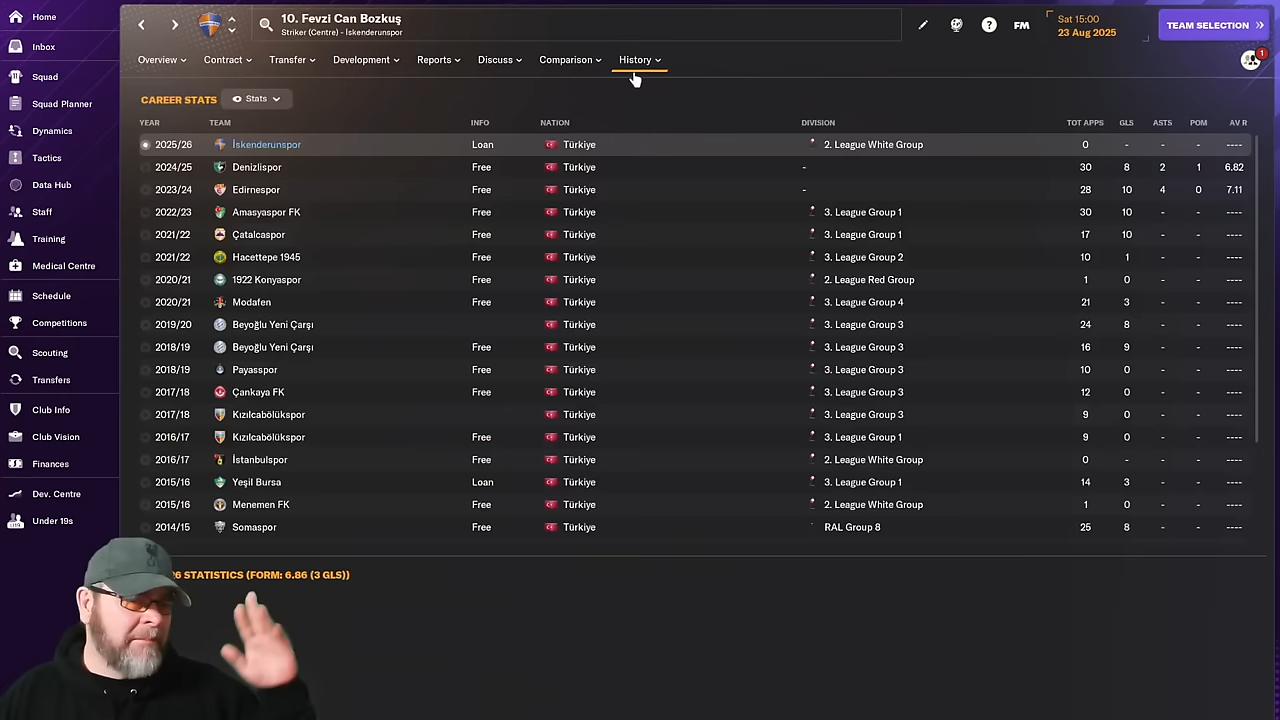 10. Fevzi Can Bozkuş
Striker (Centre) - İskenderunspor
FM
Sat 15:00
23 Aug 2025
TEAM SELECTION
1
Home
Inbox
Squad
Squad Planner
Dynamics
Tactics
Data Hub
Staff
Training
Medical Centre
Schedule
Competitions
Scouting
Transfers
Club Info
Club Vision
Finances
Dev. Centre
Under 19s
Overview Contract Transfer Development Reports Discuss Comparison History
CAREER STATS Stats
YEAR TEAM INFO NATION DIVISION TOT APPS GLS ASTS POM AV R
2025/26 İskenderunspor Loan Türkiye 2. League White Group 0 - - - ----
2024/25 Denizlispor Free Türkiye - 30 8 2 1 6.82
2023/24 Edirnespor Free Türkiye - 28 10 4 0 7.11
2022/23 Amasyaspor FK Free Türkiye 3. League Group 1 30 10 - - ----
2021/22 Çatalcaspor Free Türkiye 3. League Group 1 17 10 - - ----
2021/22 Hacettepe 1945 Free Türkiye 3. League Group 2 10 1 - - ----
2020/21 1922 Konyaspor Free Türkiye 2. League Red Group 1 0 - - ----
2020/21 Modafen Free Türkiye 3. League Group 4 21 3 - - ----
2019/20 Beyoğlu Yeni Çarşı Türkiye 3. League Group 3 24 8 - - ----
2018/19 Beyoğlu Yeni Çarşı Free Türkiye 3. League Group 3 16 9 - - ----
2018/19 Payasspor Free Türkiye 3. League Group 3 10 0 - - ----
2017/18 Çankaya FK Free Türkiye 3. League Group 3 12 0 - - ----
2017/18 Kızılcabölükspor Türkiye 3. League Group 3 9 0 - - ----
2016/17 Kızılcabölükspor Free Türkiye 3. League Group 1 9 0 - - ----
2016/17 İstanbulspor Free Türkiye 2. League White Group 0 0 - - ----
2015/16 Yeşil Bursa Loan Türkiye 3. League Group 1 14 3 - - ----
2015/16 Menemen FK Free Türkiye 2. League White Group 1 0 - - ----
2014/15 Somaspor Free Türkiye RAL Group 8 25 8 - - ----
6 STATISTICS (FORM: 6.86 (3 GLS))